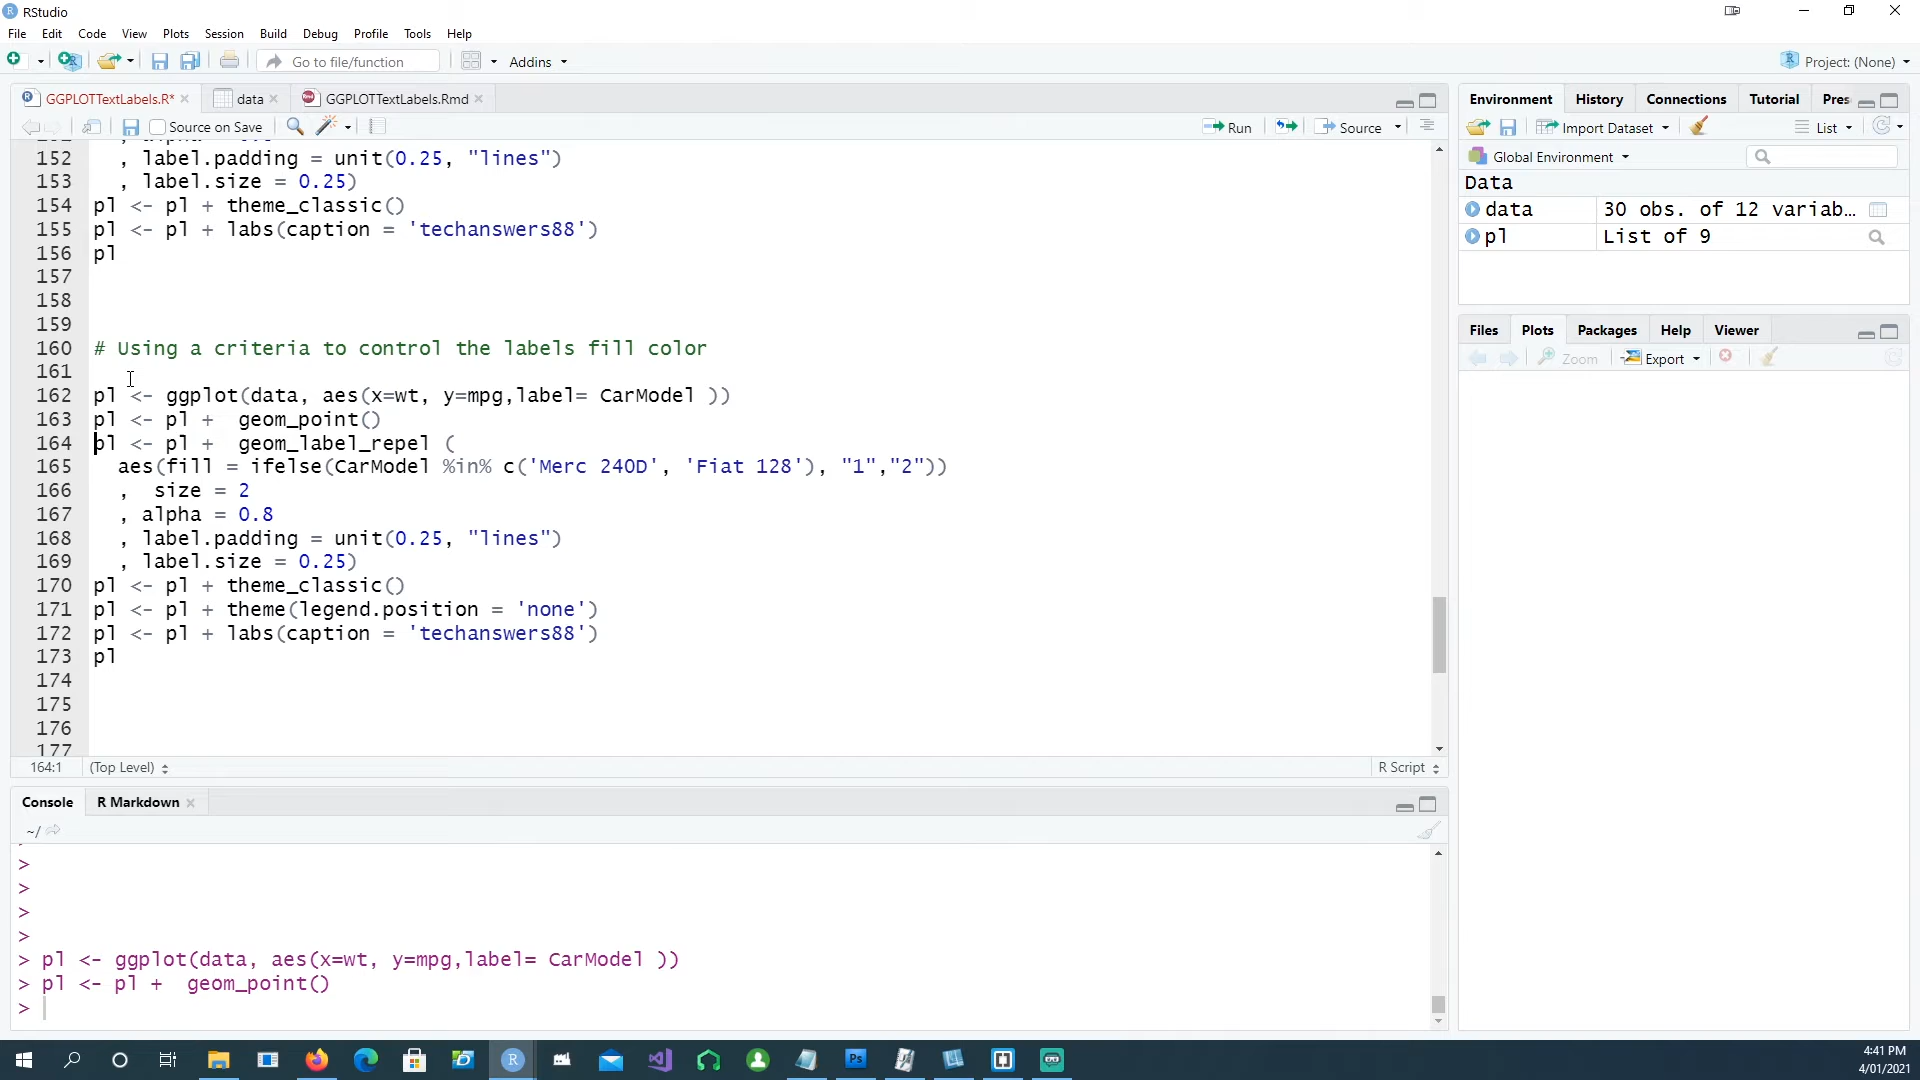 RStudio
File Edit Code View Plots Session Build Debug Profile Tools Help
Go to file/function Addins Project: (None)
GGPLOTTextLabels.R* data GGPLOTTextLabels.Rmd
Source on Save Run Source
152 , label.padding = unit(0.25, "lines")
153 , label.size = 0.25)
154 pl <- pl + theme_classic()
155 pl <- pl + labs(caption = 'techanswers88')
156 pl
157
158
159
160 # Using a criteria to control the labels fill color
161
162 pl <- ggplot(data, aes(x=wt, y=mpg,label= CarModel ))
163 pl <- pl +  geom_point()
164 pl <- pl +  geom_label_repel (
165   aes(fill = ifelse(CarModel %in% c('Merc 240D', 'Fiat 128'), "1","2"))
166   ,  size = 2
167   , alpha = 0.8
168   , label.padding = unit(0.25, "lines")
169   , label.size = 0.25)
170 pl <- pl + theme_classic()
171 pl <- pl + theme(legend.position = 'none')
172 pl <- pl + labs(caption = 'techanswers88')
173 pl
174
175
176
177
164:1 (Top Level) R Script
Console R Markdown
~/
>
>
>
>
> pl <- ggplot(data, aes(x=wt, y=mpg,label= CarModel ))
> pl <- pl +  geom_point()
>
Environment History Connections Tutorial Pres
Import Dataset List
Global Environment
Data
data 30 obs. of 12 variab...
pl List of 9
Files Plots Packages Help Viewer
Zoom Export
4:41 PM
4/01/2021